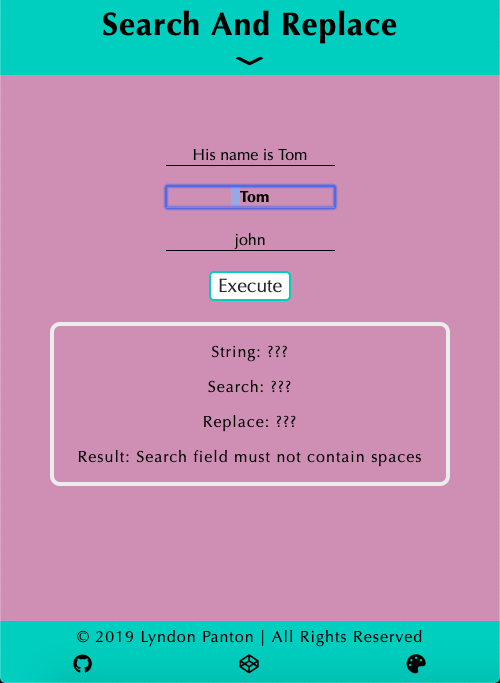 Search And Replace
His name is Tom
Tom
john
Execute
String: ???
Search: ???
Replace: ???
Result: Search field must not contain spaces
© 2019 Lyndon Panton | All Rights Reserved